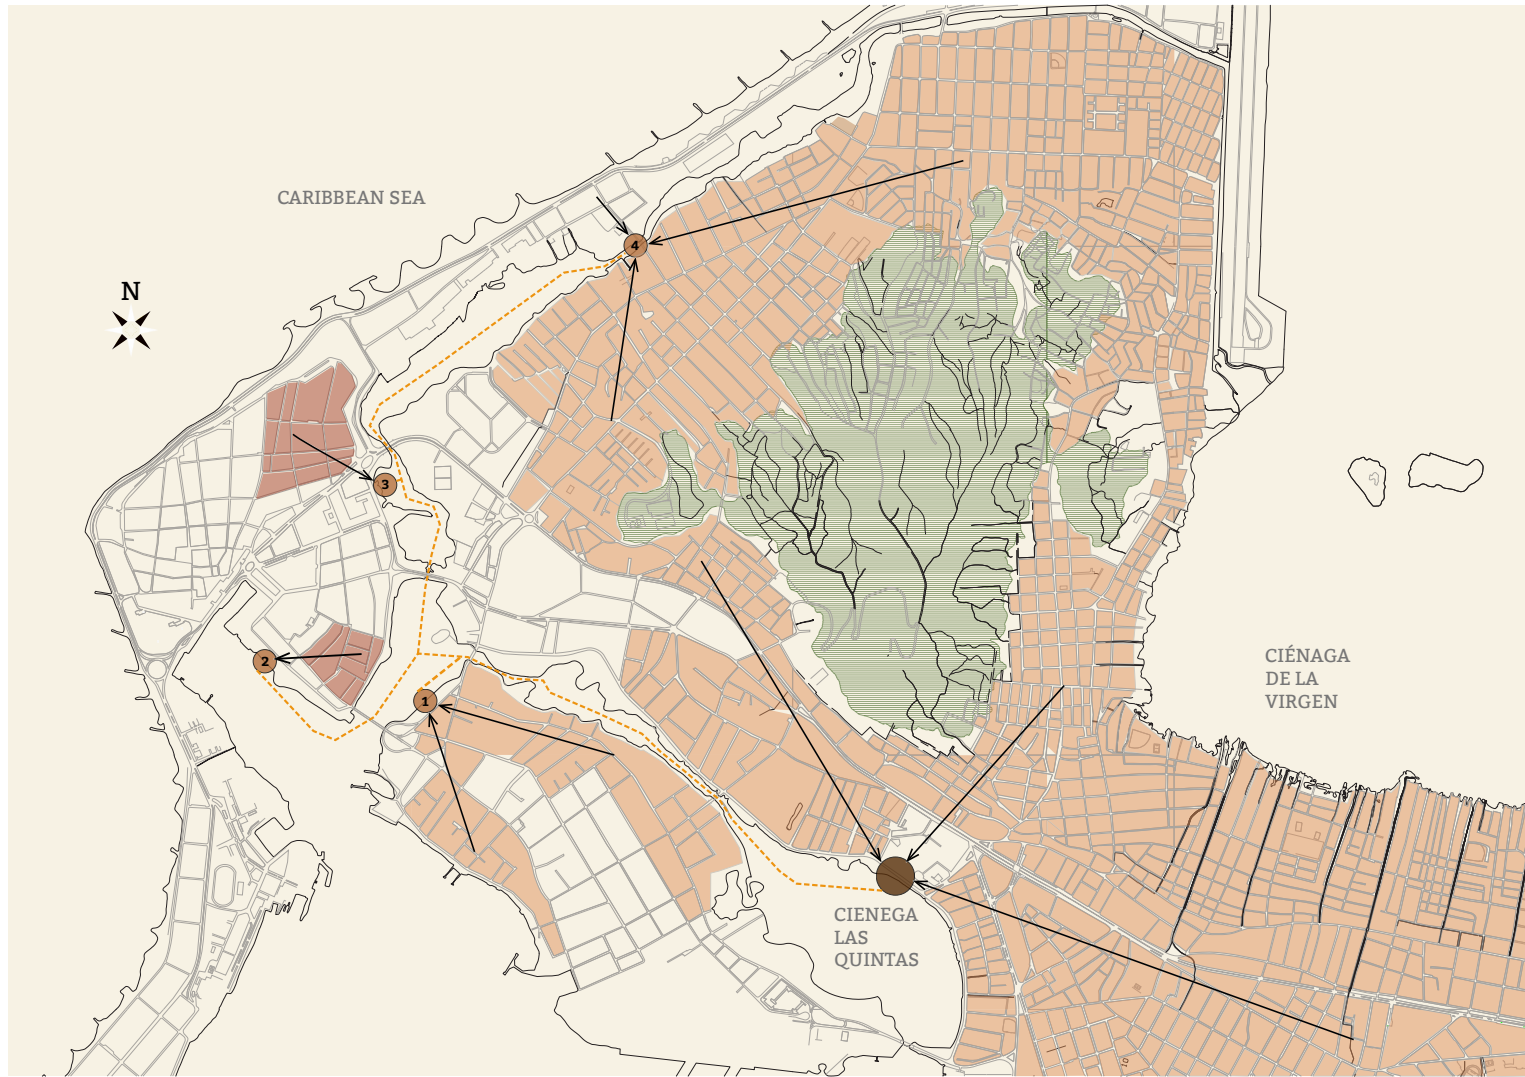 CARIBBEAN SEA
4
N
3
2
1
CIÉNAGA
DE LA
VIRGEN
CIENEGA
LAS
QUINTAS